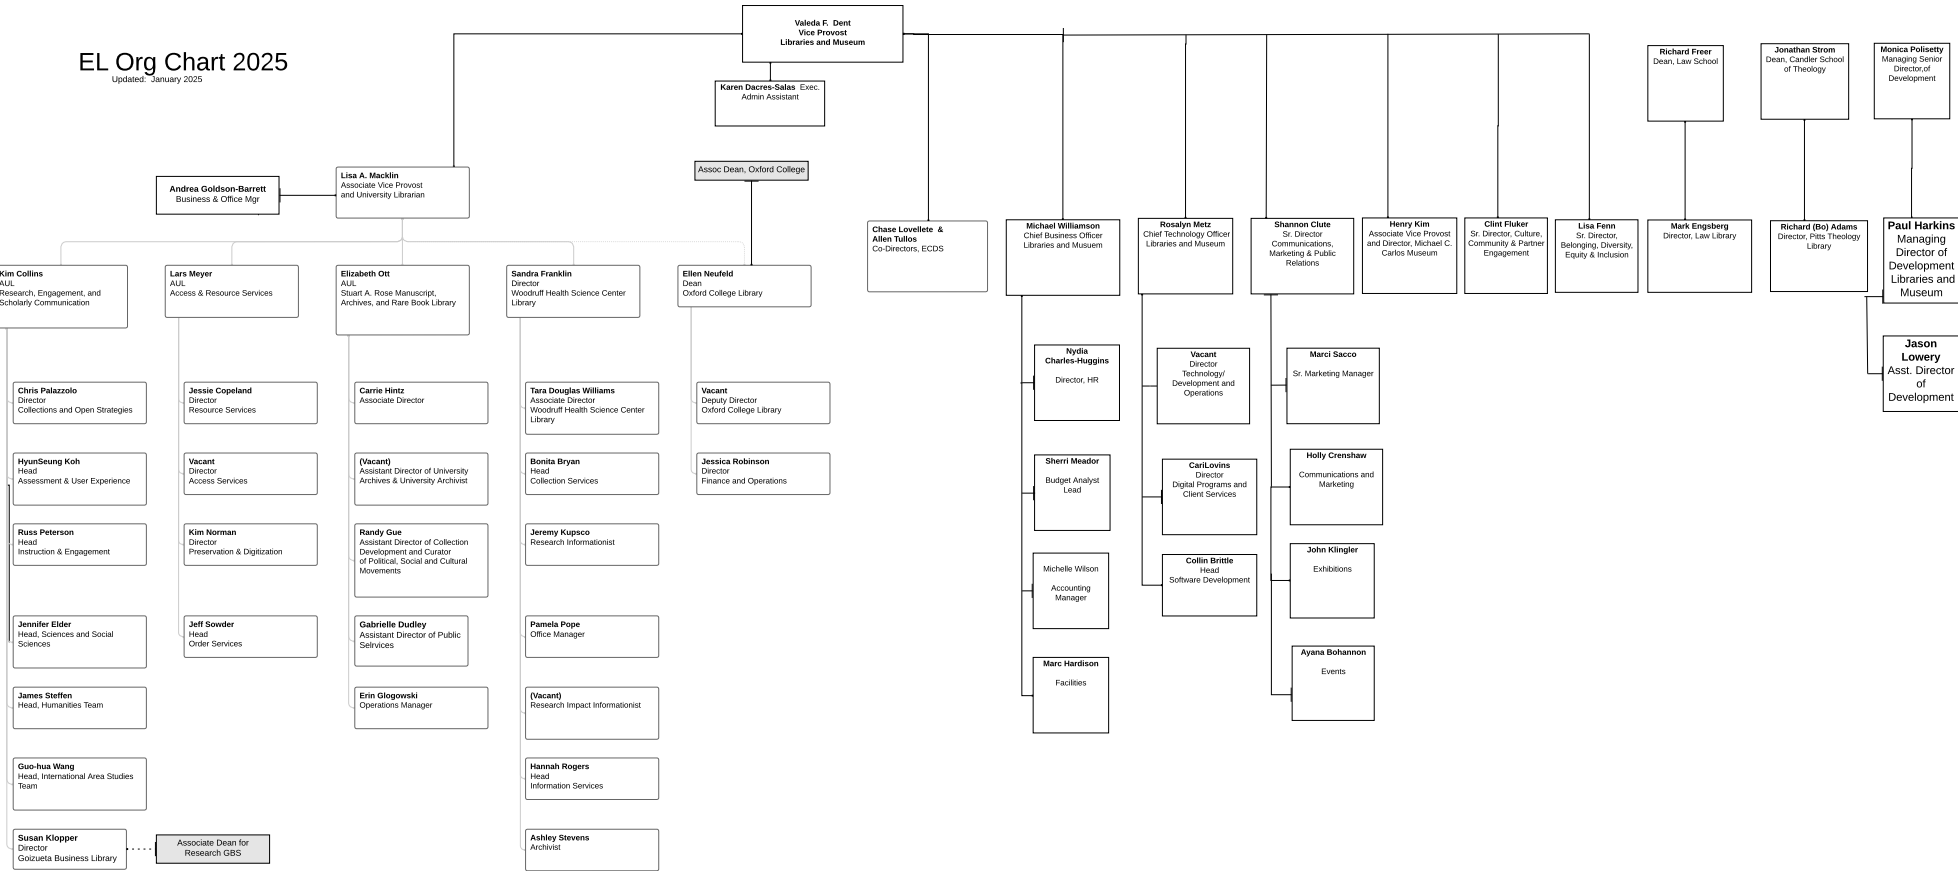 EL Org Chart 2025
Updated: January 2025
Valeda F. Dent
Vice Provost
Libraries and Museum
Karen Dacres-Salas Exec.
Admin Assistant
Richard Freer
Dean, Law School
Jonathan Strom
Dean, Candler School
of Theology
Monica Polisetty
Managing Senior
Director,of
Development
Assoc Dean, Oxford College
Andrea Goldson-Barrett
Business & Office Mgr
Lisa A. Macklin
Associate Vice Provost
and University Librarian
Chase Lovellete &
Allen Tullos
Co-Directors, ECDS
Michael Williamson
Chief Business Officer
Libraries and Musuem
Rosalyn Metz
Chief Technology Officer
Libraries and Museum
Shannon Clute
Sr. Director
Communications,
Marketing & Public
Relations
Henry Kim
Associate Vice Provost
and Director, Michael C.
Carlos Museum
Clint Fluker
Sr. Director, Culture,
Community & Partner
Engagement
Lisa Fenn
Sr. Director,
Belonging, Diversity,
Equity & Inclusion
Mark Engsberg
Director, Law Library
Richard (Bo) Adams
Director, Pitts Theology
Library
Paul Harkins
Managing
Director of
Development
Libraries and
Museum
Jason
Lowery
Asst. Director
of
Development
Kim Collins
AUL
Research, Engagement, and
Scholarly Communication
Lars Meyer
AUL
Access & Resource Services
Elizabeth Ott
AUL
Stuart A. Rose Manuscript,
Archives, and Rare Book Library
Sandra Franklin
Director
Woodruff Health Science Center
Library
Ellen Neufeld
Dean
Oxford College Library
Chris Palazzolo
Director
Collections and Open Strategies
HyunSeung Koh
Head
Assessment & User Experience
Russ Peterson
Head
Instruction & Engagement
Jennifer Elder
Head, Sciences and Social
Sciences
James Steffen
Head, Humanities Team
Guo-hua Wang
Head, International Area Studies
Team
Susan Klopper
Director
Goizueta Business Library
Associate Dean for
Research GBS
Jessie Copeland
Director
Resource Services
Vacant
Director
Access Services
Kim Norman
Director
Preservation & Digitization
Jeff Sowder
Head
Order Services
Carrie Hintz
Associate Director
(Vacant)
Assistant Director of University
Archives & University Archivist
Randy Gue
Assistant Director of Collection
Development and Curator
of Political, Social and Cultural
Movements
Gabrielle Dudley
Assistant Director of Public
Selrvices
Erin Glogowski
Operations Manager
Tara Douglas Williams
Associate Director
Woodruff Health Science Center
Library
Bonita Bryan
Head
Collection Services
Jeremy Kupsco
Research Informationist
Pamela Pope
Office Manager
(Vacant)
Research Impact Informationist
Hannah Rogers
Head
Information Services
Ashley Stevens
Archivist
Vacant
Deputy Director
Oxford College Library
Jessica Robinson
Director
Finance and Operations
Nydia
Charles-Huggins
Director, HR
Sherri Meador
Budget Analyst
Lead
Michelle Wilson
Accounting
Manager
Marc Hardison
Facilities
Vacant
Director
Technology/
Development and
Operations
CariLovins
Director
Digital Programs and
Client Services
Collin Brittle
Head
Software Development
Marci Sacco
Sr. Marketing Manager
Holly Crenshaw
Communications and
Marketing
John Klingler
Exhibitions
Ayana Bohannon
Events